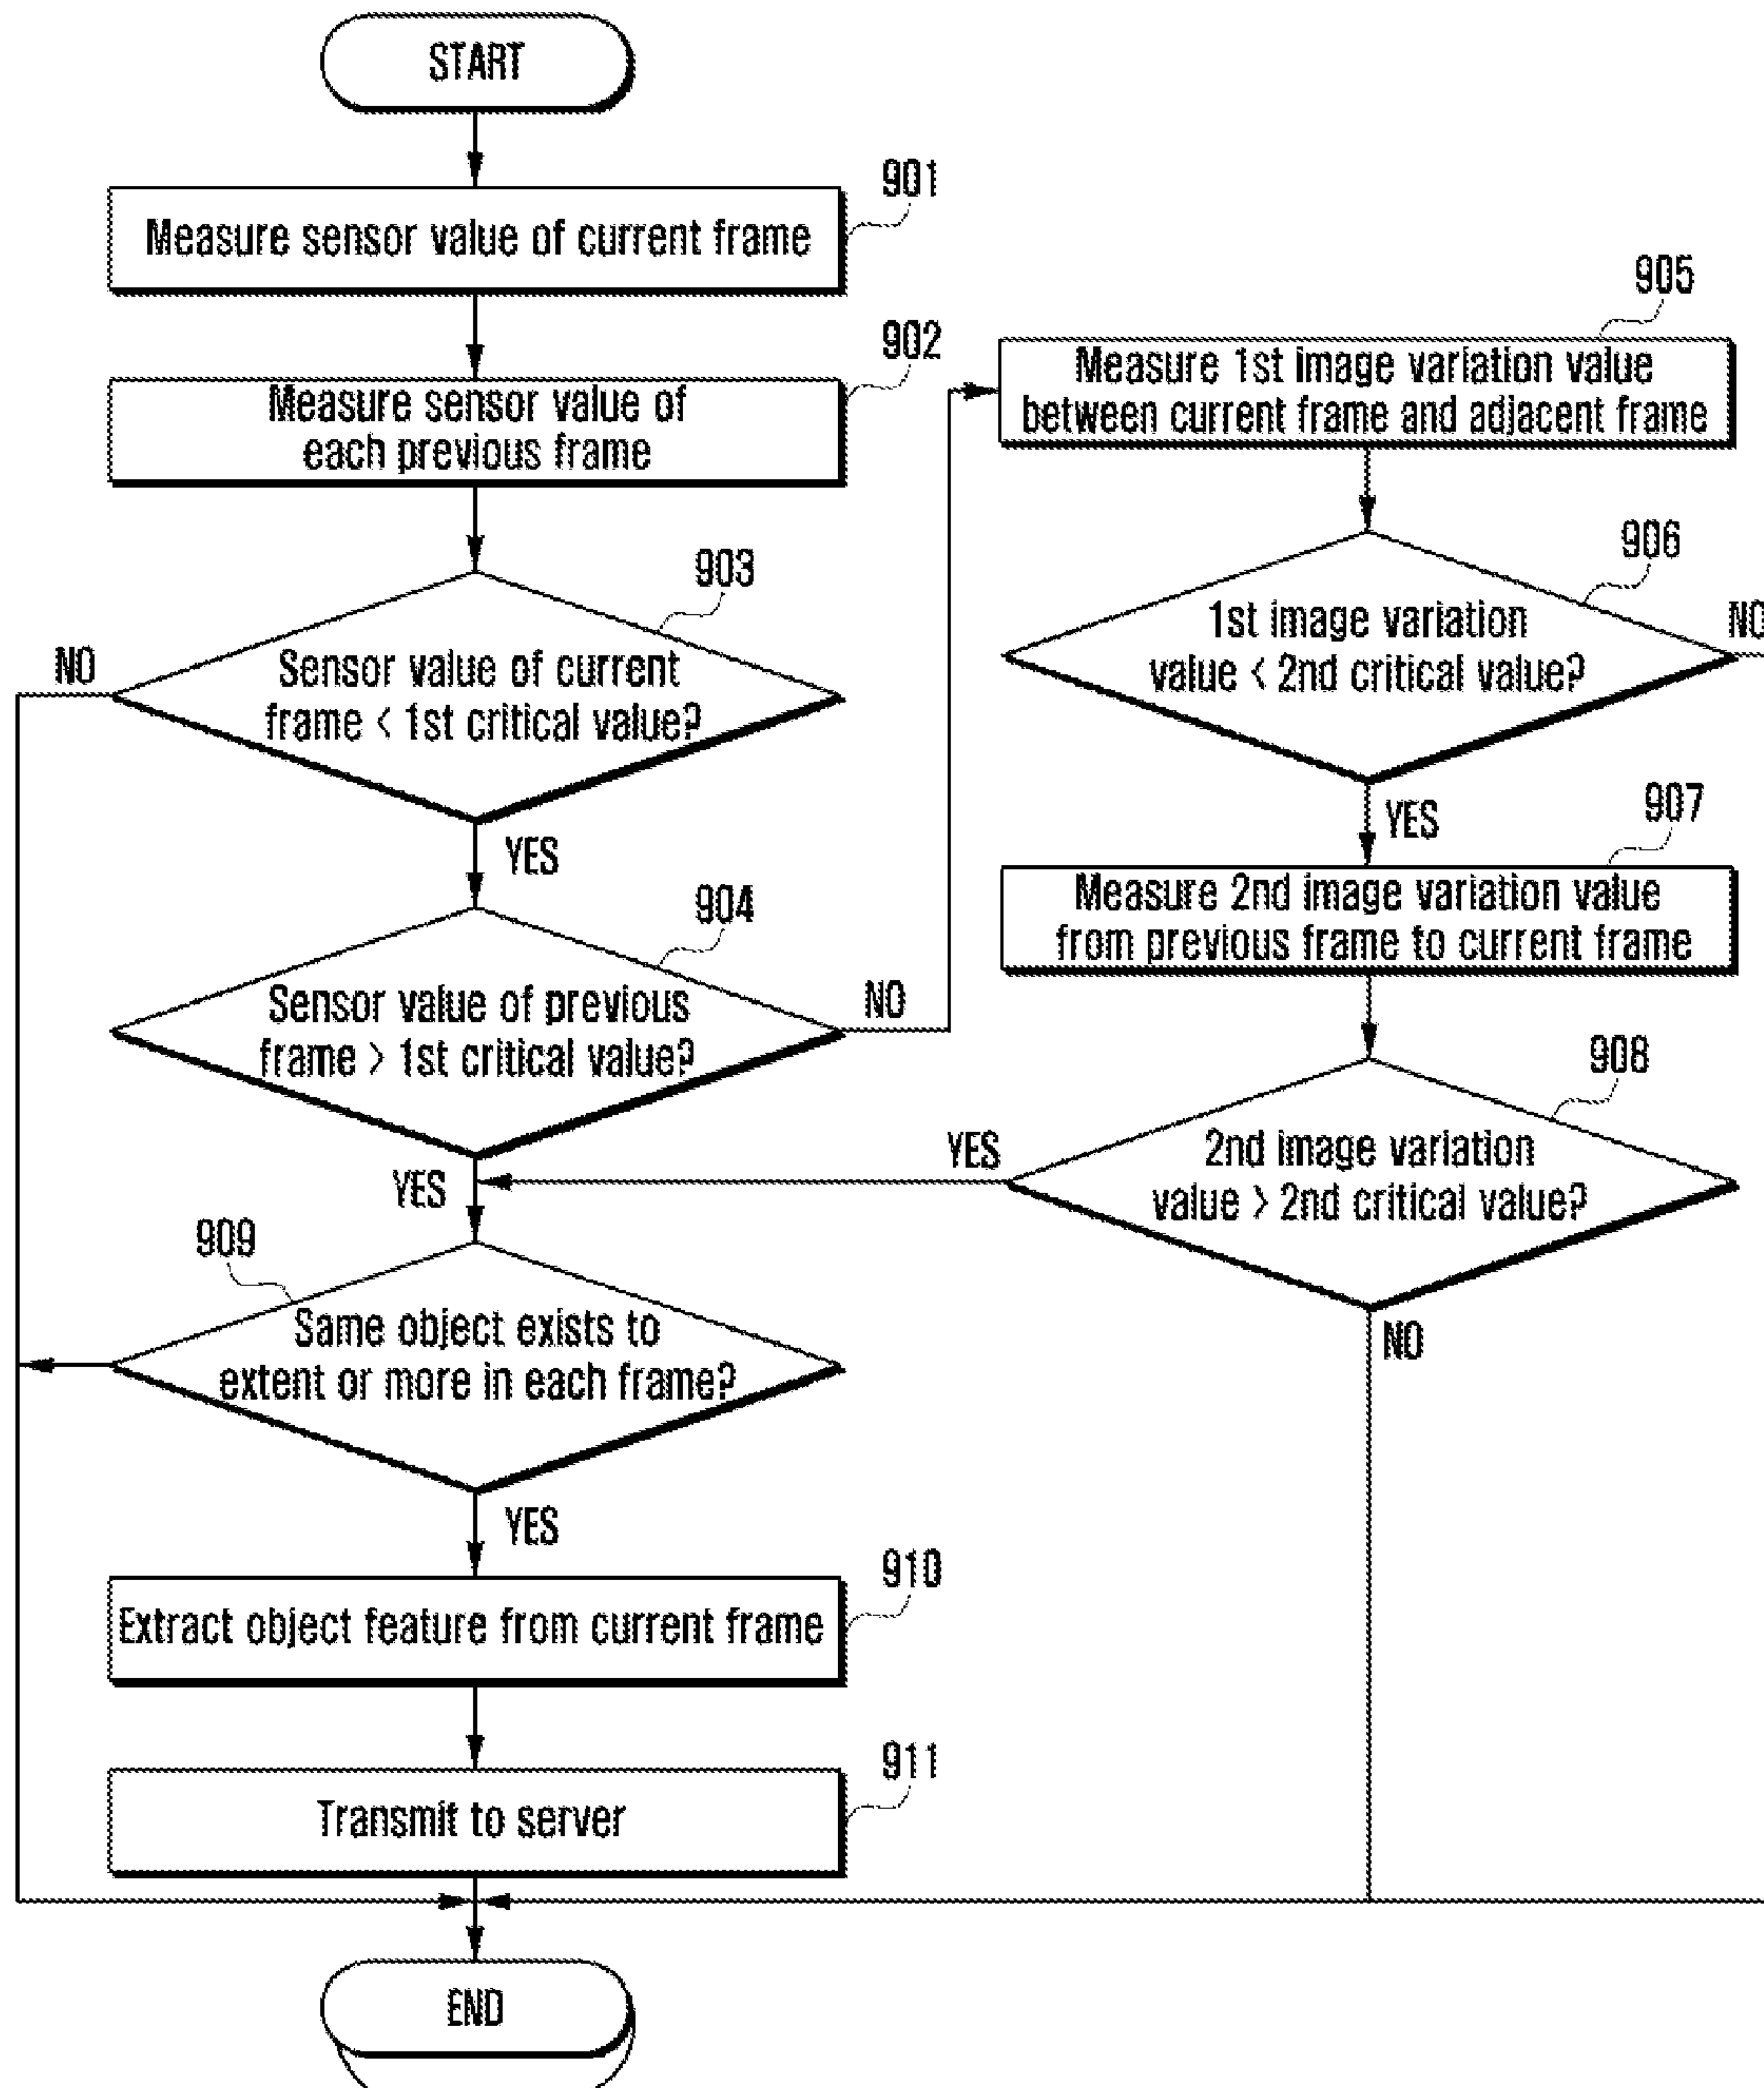 START
901
Measure sensor value of current frame
902
Measure sensor value of
each previous frame
903
NO
Sensor value of current
frame < 1st critical value?
YES
904
Sensor value of previous
frame > 1st critical value?
NO
YES
905
Measure 1st image variation value
between current frame and adjacent frame
906
NO
1st image variation
value < 2nd critical value?
YES
907
Measure 2nd image variation value
from previous frame to current frame
908
YES
2nd image variation
value > 2nd critical value?
NO
909
Same object exists to
extent or more in each frame?
YES
910
Extract object feature from current frame
911
Transmit to server
END